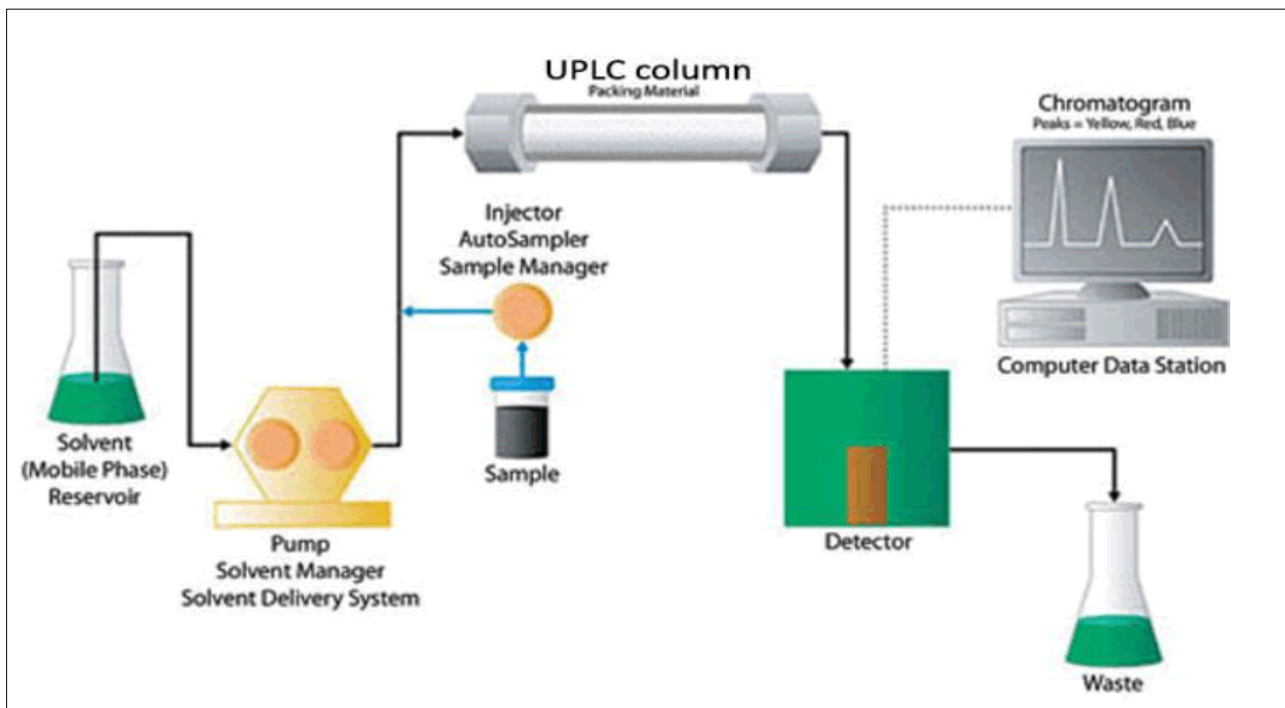 UPLC column
Packing Material
Chromatogram
Peaks = Yellow, Red, Blue
Injector
AutoSampler
Sample Manager
Solvent
(Mobile Phase)
Reservoir
Sample
Pump
Solvent Manager
Solvent Delivery System
Detector
Computer Data Station
Waste